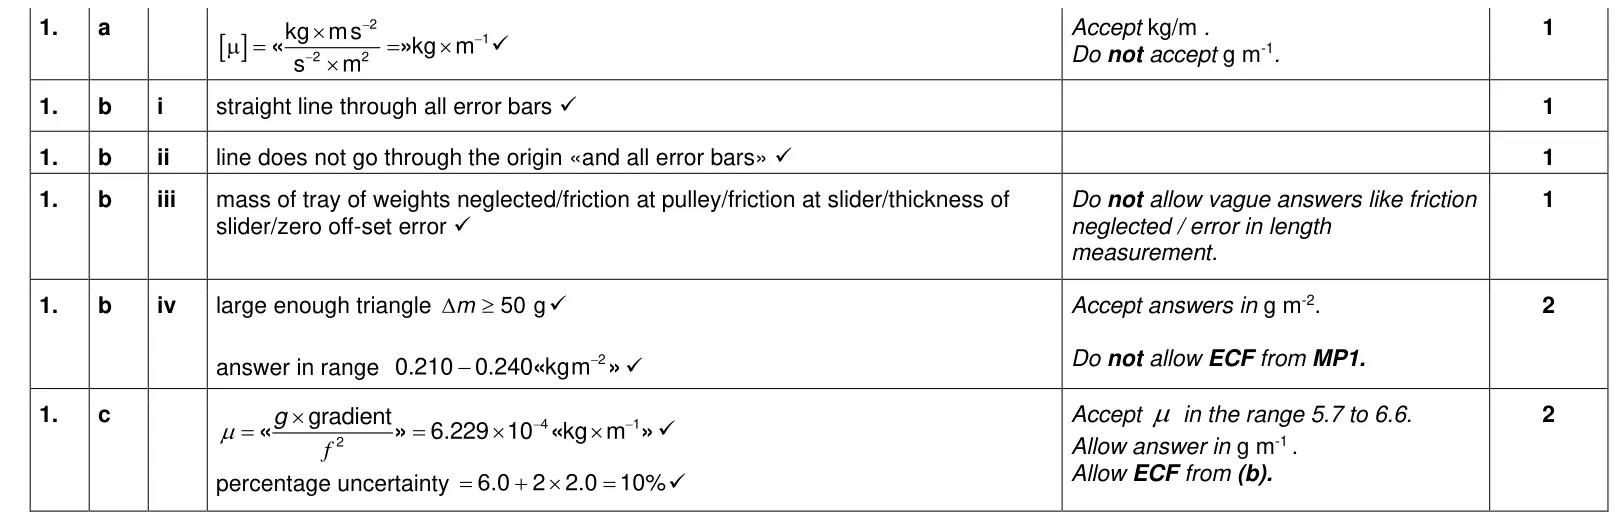 1. a [μ] = «(kg × m s⁻²)/(s⁻² × m²) =»kg × m⁻¹ ✓ Accept kg/m . 1
Do not accept g m⁻¹.
1. b i straight line through all error bars ✓ 1
1. b ii line does not go through the origin «and all error bars» ✓ 1
1. b iii mass of tray of weights neglected/friction at pulley/friction at slider/thickness of Do not allow vague answers like friction 1
slider/zero off-set error ✓ neglected / error in length
measurement.
1. b iv large enough triangle Δm ≥ 50 g ✓ Accept answers in g m⁻². 2
answer in range 0.210 – 0.240«kg m⁻²» ✓ Do not allow ECF from MP1.
1. c μ = «(g × gradient)/f²» = 6.229 × 10⁻⁴ «kg × m⁻¹» ✓ Accept μ in the range 5.7 to 6.6. 2
Allow answer in g m⁻¹ .
percentage uncertainty = 6.0 + 2 × 2.0 = 10% ✓ Allow ECF from (b).